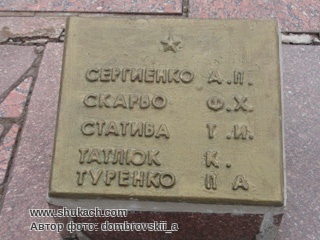 СЕРГИЕНКО А.П.
СКАРЬО Ф.Х.
СТАТИВА Т.И.
ТАТЛЮК К.
ТУРЕНКО П А
www.shukach.com
Автор фото: dombrovskii_a